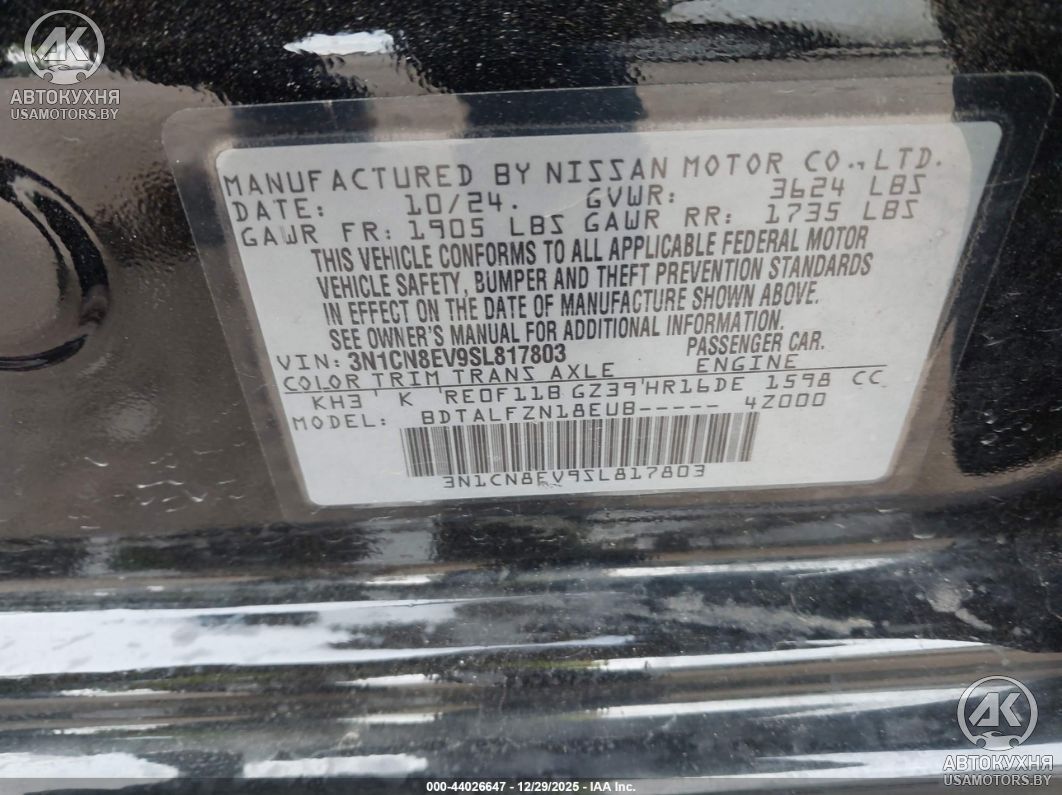 AK
АВТОКУХНЯ
USAMOTORS.BY
MANUFACTURED BY NISSAN MOTOR CO., LTD.
DATE: 10/24. GVWR: 3624 LBS
GAWR FR: 1905 LBS GAWR RR: 1735 LBS
THIS VEHICLE CONFORMS TO ALL APPLICABLE FEDERAL MOTOR
VEHICLE SAFETY, BUMPER AND THEFT PREVENTION STANDARDS
IN EFFECT ON THE DATE OF MANUFACTURE SHOWN ABOVE.
SEE OWNER'S MANUAL FOR ADDITIONAL INFORMATION.
VIN: 3N1CN8EV9SL817803 PASSENGER CAR.
COLOR TRIM TRANS AXLE ENGINE
KH3 K RE0F11B GZ39 HR16DE 1598 CC
MODEL: BDTALFZN18EUB----- 4Z000
3N1CN8EV9SL817803
AK
АВТОКУХНЯ
USAMOTORS.BY
000-44026647 - 12/29/2025 - IAA Inc.